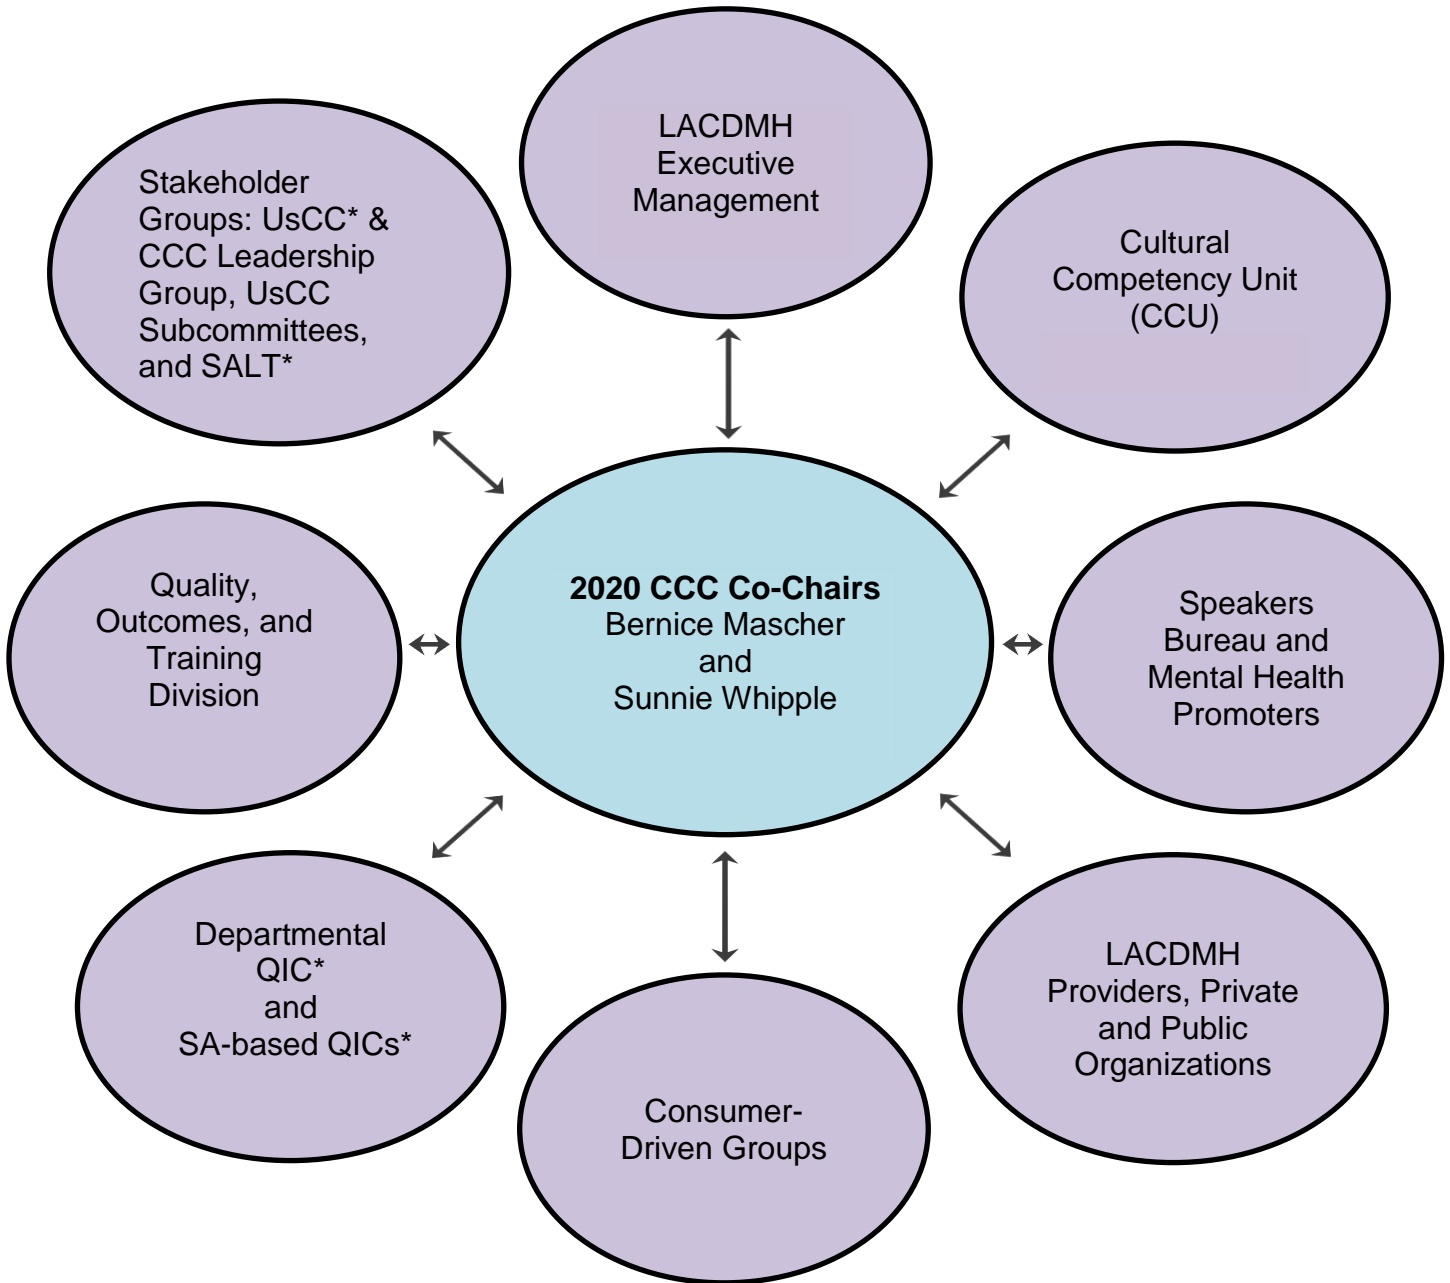 LACDMH
Executive
Management
Stakeholder
Groups: UsCC* &
CCC Leadership
Group, UsCC
Subcommittees,
and SALT*
Cultural
Competency Unit
(CCU)
Quality,
Outcomes, and
Training
Division
2020 CCC Co-Chairs
Bernice Mascher
and
Sunnie Whipple
Speakers
Bureau and
Mental Health
Promoters
Departmental
QIC*
and
SA-based QICs*
LACDMH
Providers, Private
and Public
Organizations
Consumer-
Driven Groups